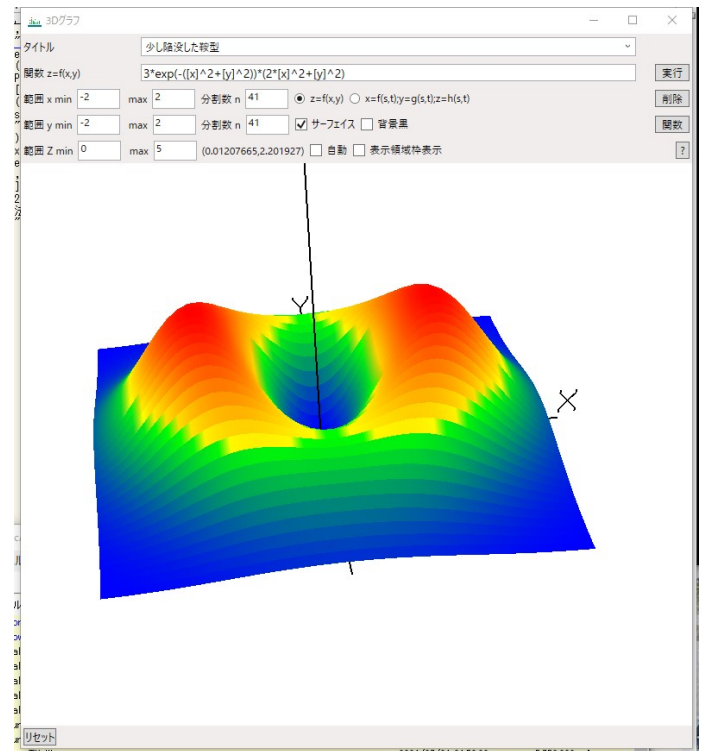 3Dグラフ
タイトル 少し陥没した鞍型
関数 z=f(x,y) 3*exp(-([x]^2+[y]^2))*(2*[x]^2+[y]^2) 実行
範囲 x min -2 max 2 分割数 n 41 z=f(x,y) x=f(s,t);y=g(s,t);z=h(s,t) 削除
範囲 y min -2 max 2 分割数 n 41 サーフェイス 背景黒 関数
範囲 Z min 0 max 5 (0.01207665,2.201927) 自動 表示領域枠表示 ?
Y
X
リセット